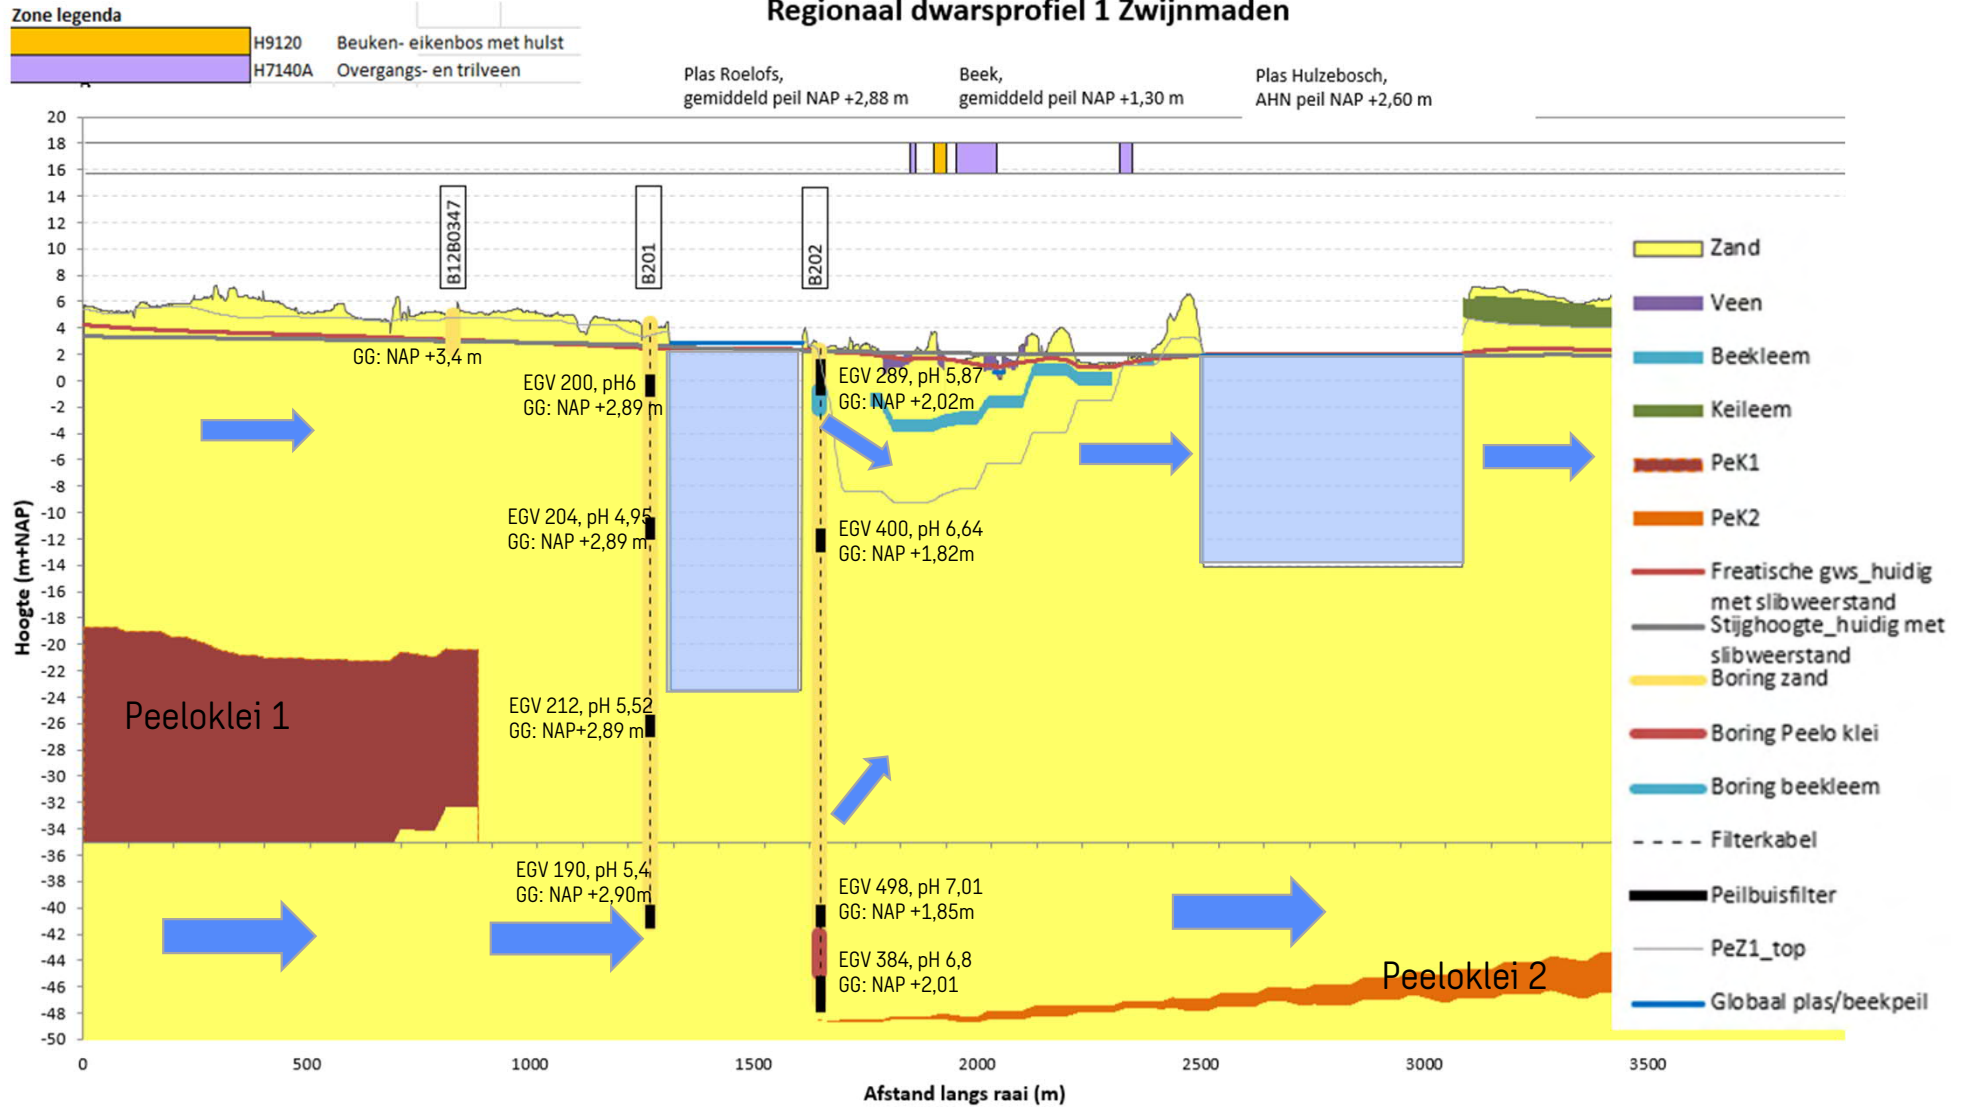 Zone legenda
Regionaal dwarsprofiel 1 Zwijnmaden
H9120 Beuken- eikenbos met hulst
H7140A Overgangs- en trilveen
Plas Roelofs,
gemiddeld peil NAP +2,88 m
Beek,
gemiddeld peil NAP +1,30 m
Plas Hulzebosch,
AHN peil NAP +2,60 m
20
18
16
14
12
10
8
6
4
2
0
-2
-4
-6
-8
-10
-12
-14
-16
-18
-20
-22
-24
-26
-28
-30
-32
-34
-36
-38
-40
-42
-44
-46
-48
-50
Hoogte (m+NAP)
B12B0347
B201
B202
GG: NAP +3,4 m
EGV 200, pH6
GG: NAP +2,89 m
EGV 204, pH 4,95
GG: NAP +2,89 m
EGV 212, pH 5,52
GG: NAP+2,89 m
EGV 190, pH 5,4
GG: NAP +2,90m
EGV 289, pH 5,87
GG: NAP +2,02m
EGV 400, pH 6,64
GG: NAP +1,82m
EGV 498, pH 7,01
GG: NAP +1,85m
EGV 384, pH 6,8
GG: NAP +2,01
Peeloklei 1
Peeloklei 2
Zand
Veen
Beekleem
Keileem
PeK1
PeK2
Freatische gws_huidig
met slibweerstand
Stijghoogte_huidig met
slibweerstand
Boring zand
Boring Peelo klei
Boring beekleem
Filterkabel
Peilbuisfilter
PeZ1_top
Globaal plas/beekpeil
0 500 1000 1500 2000 2500 3000 3500
Afstand langs raai (m)